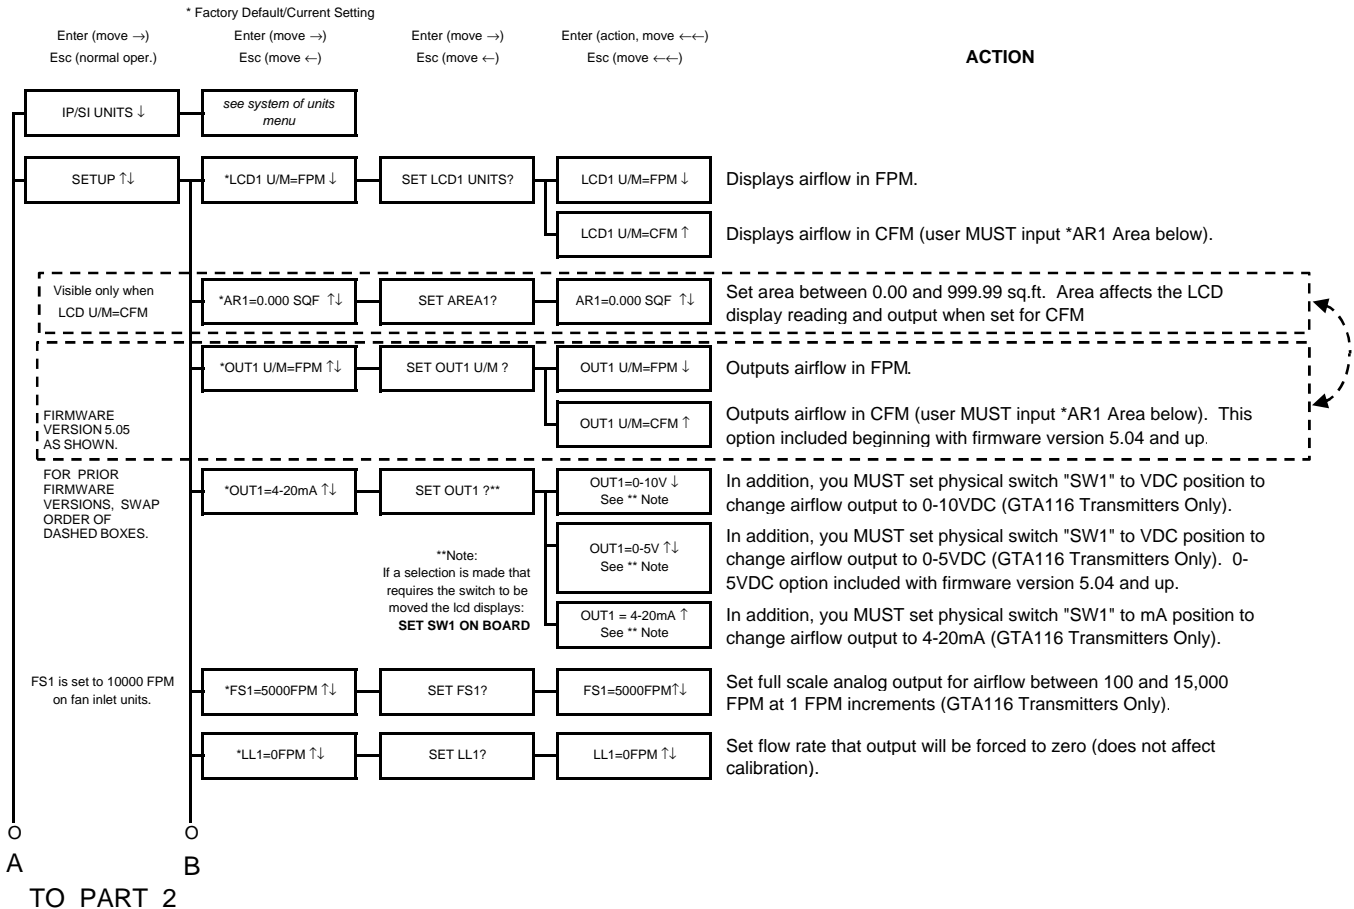 * Factory Default/Current Setting
Enter (move →) Enter (move →) Enter (move →) Enter (action, move ←←)
Esc (normal oper.) Esc (move ←) Esc (move ←) Esc (move ←←)
ACTION
IP/SI UNITS ↓
see system of units
menu
SETUP ↑↓
*LCD1 U/M=FPM ↓
SET LCD1 UNITS?
LCD1 U/M=FPM ↓
Displays airflow in FPM.
LCD1 U/M=CFM ↑
Displays airflow in CFM (user MUST input *AR1 Area below).
Visible only when
LCD U/M=CFM
*AR1=0.000 SQF ↑↓
SET AREA1?
AR1=0.000 SQF ↑↓
Set area between 0.00 and 999.99 sq.ft. Area affects the LCD
display reading and output when set for CFM
*OUT1 U/M=FPM ↑↓
SET OUT1 U/M ?
OUT1 U/M=FPM ↓
Outputs airflow in FPM.
FIRMWARE
VERSION 5.05
AS SHOWN.
OUT1 U/M=CFM ↑
Outputs airflow in CFM (user MUST input *AR1 Area below). This
option included beginning with firmware version 5.04 and up.
FOR PRIOR
FIRMWARE
VERSIONS, SWAP
ORDER OF
DASHED BOXES.
*OUT1=4-20mA ↑↓
SET OUT1 ?**
OUT1=0-10V ↓
See ** Note
In addition, you MUST set physical switch "SW1" to VDC position to
change airflow output to 0-10VDC (GTA116 Transmitters Only).
**Note:
If a selection is made that
requires the switch to be
moved the lcd displays:
SET SW1 ON BOARD
OUT1=0-5V ↑↓
See ** Note
In addition, you MUST set physical switch "SW1" to VDC position to
change airflow output to 0-5VDC (GTA116 Transmitters Only). 0-
5VDC option included with firmware version 5.04 and up.
OUT1 = 4-20mA ↑
See ** Note
In addition, you MUST set physical switch "SW1" to mA position to
change airflow output to 4-20mA (GTA116 Transmitters Only).
FS1 is set to 10000 FPM
on fan inlet units.
*FS1=5000FPM ↑↓
SET FS1?
FS1=5000FPM↑↓
Set full scale analog output for airflow between 100 and 15,000
FPM at 1 FPM increments (GTA116 Transmitters Only).
*LL1=0FPM ↑↓
SET LL1?
LL1=0FPM ↑↓
Set flow rate that output will be forced to zero (does not affect
calibration).
O O
A B
TO PART 2